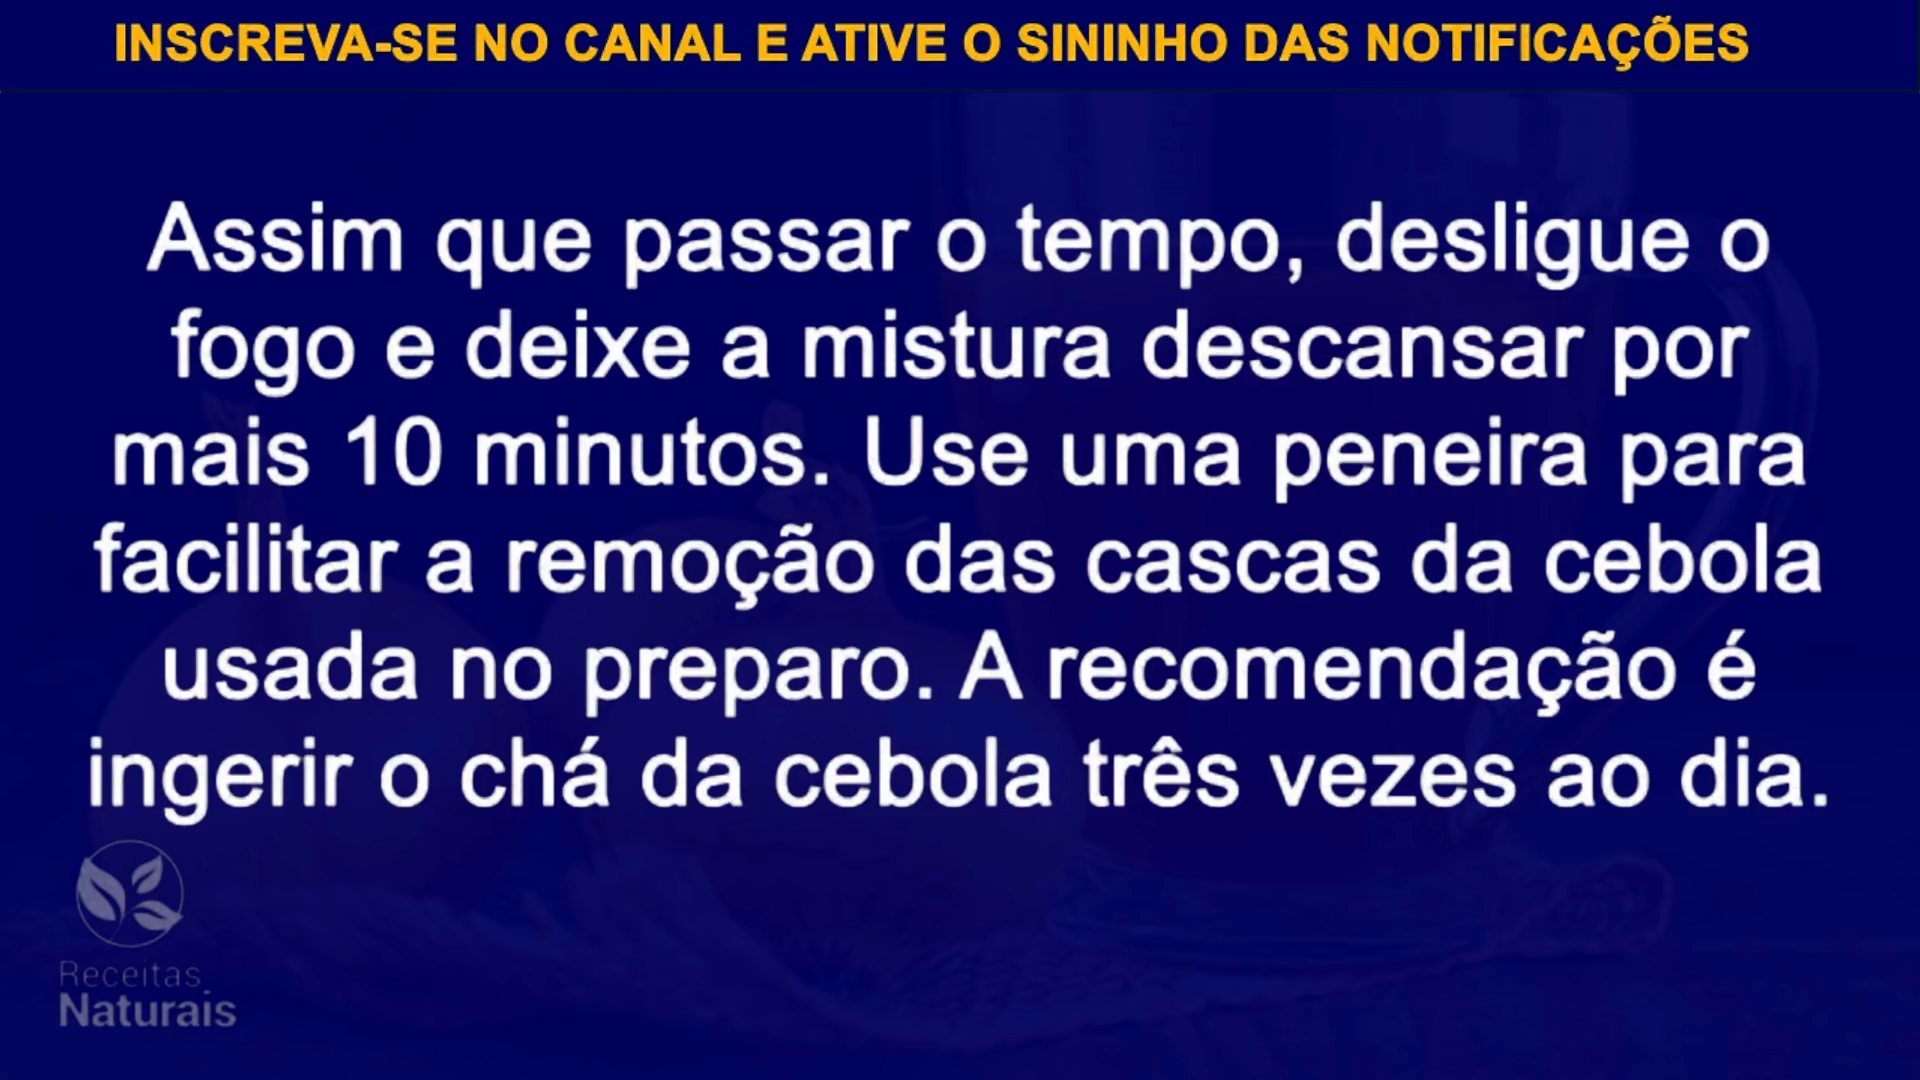 INSCREVA-SE NO CANAL E ATIVE O SININHO DAS NOTIFICAÇÕES
Assim que passar o tempo, desligue o
fogo e deixe a mistura descansar por
mais 10 minutos. Use uma peneira para
facilitar a remoção das cascas da cebola
usada no preparo. A recomendação é
ingerir o chá da cebola três vezes ao dia.
Receitas
Naturais